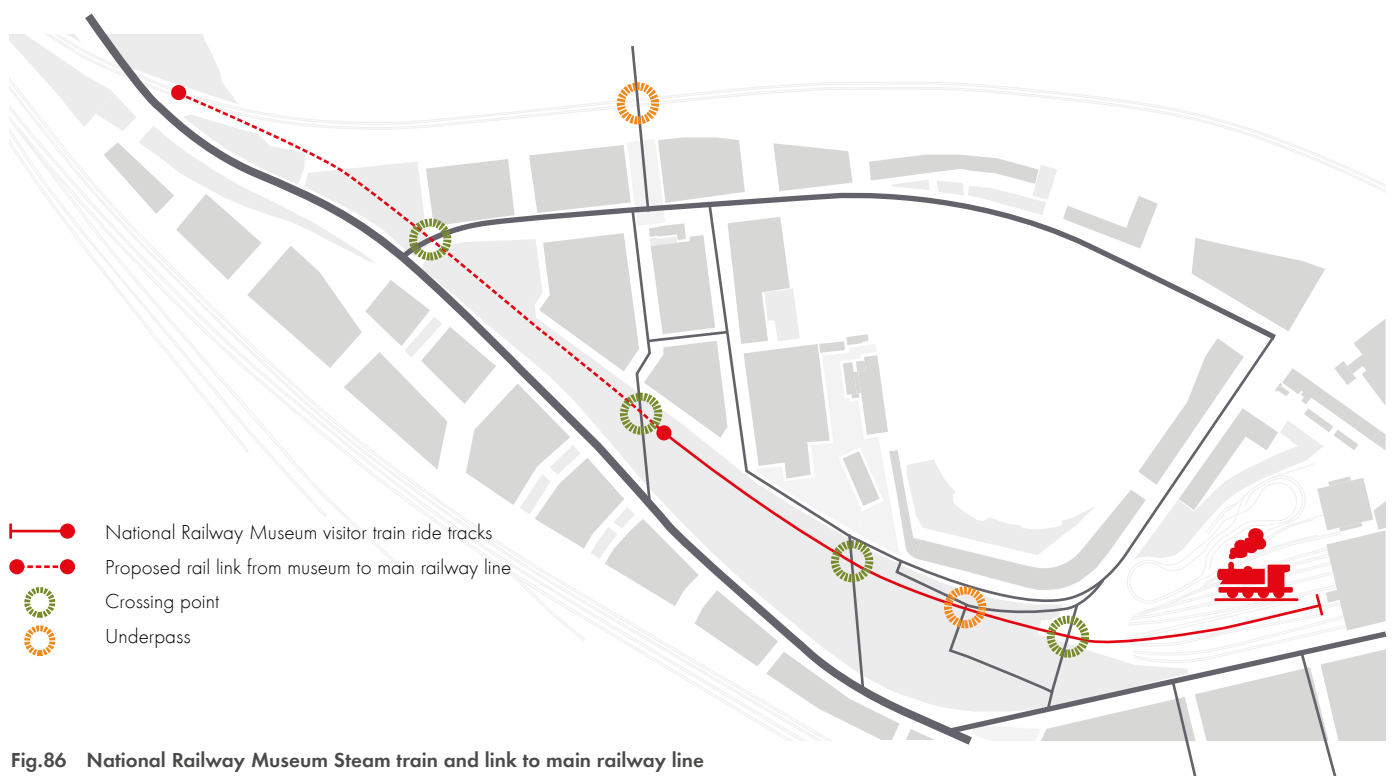 National Railway Museum visitor train ride tracks
Proposed rail link from museum to main railway line
Crossing point
Underpass
Fig.86 National Railway Museum Steam train and link to main railway line